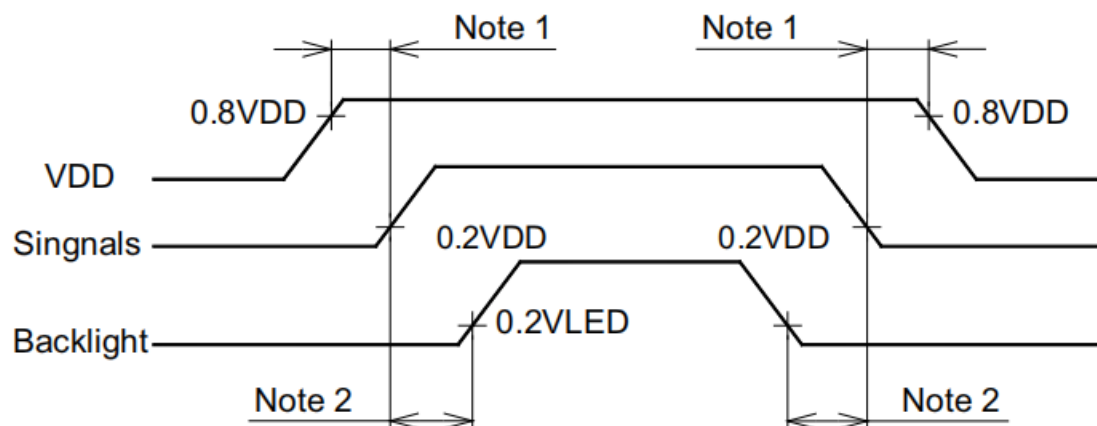 Note 1 Note 1
0.8VDD 0.8VDD
VDD
Singnals 0.2VDD 0.2VDD
Backlight 0.2VLED
Note 2 Note 2